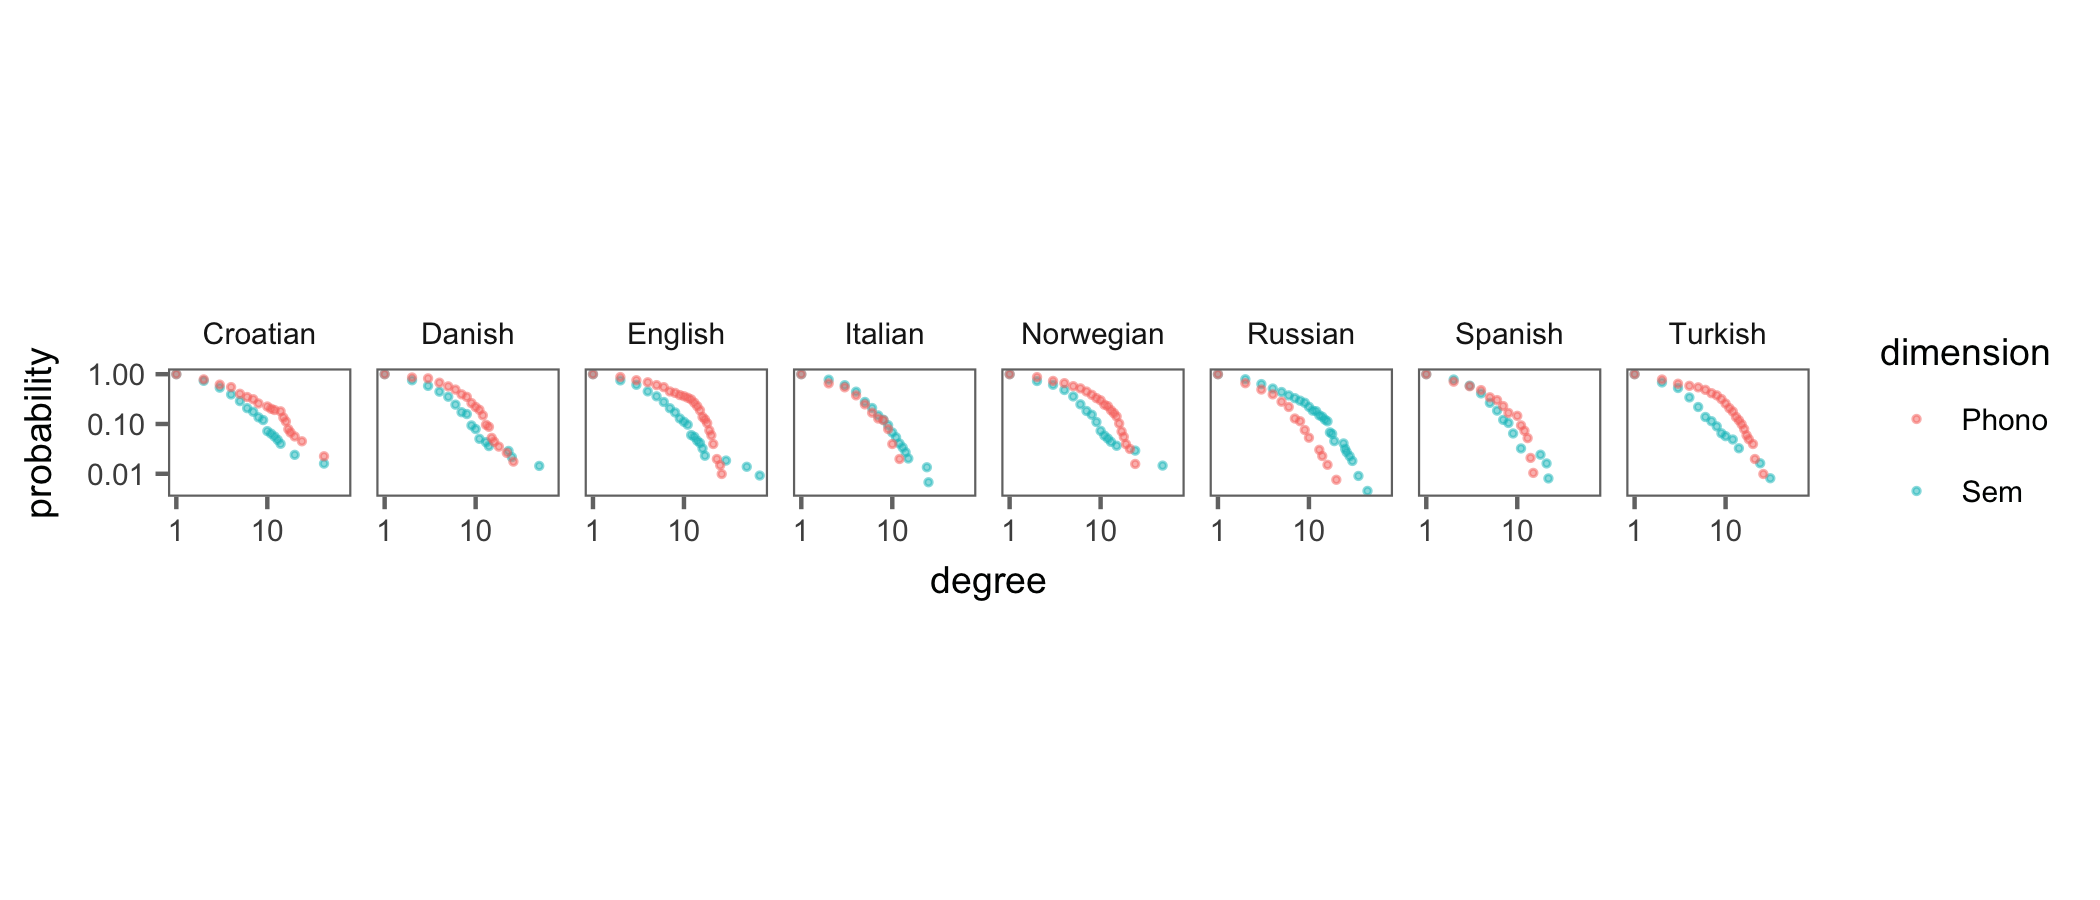 Croatian
Danish
English
Italian
Norwegian
Russian
Spanish
Turkish
probability
1.00
0.10
0.01
1 10
1 10
1 10
1 10
1 10
1 10
1 10
1 10
degree
dimension
Phono
Sem